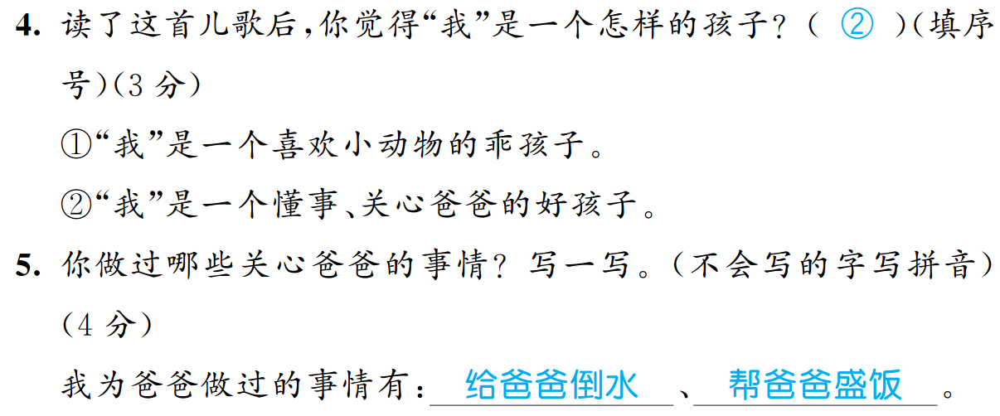 4. 读了这首儿歌后,你觉得“我”是一个怎样的孩子?( ② )(填序
号)(3 分)
①“我”是一个喜欢小动物的乖孩子。
②“我”是一个懂事、关心爸爸的好孩子。
5. 你做过哪些关心爸爸的事情? 写一写。(不会写的字写拼音)
(4 分)
我为爸爸做过的事情有: 给爸爸倒水 、 帮爸爸盛饭 。